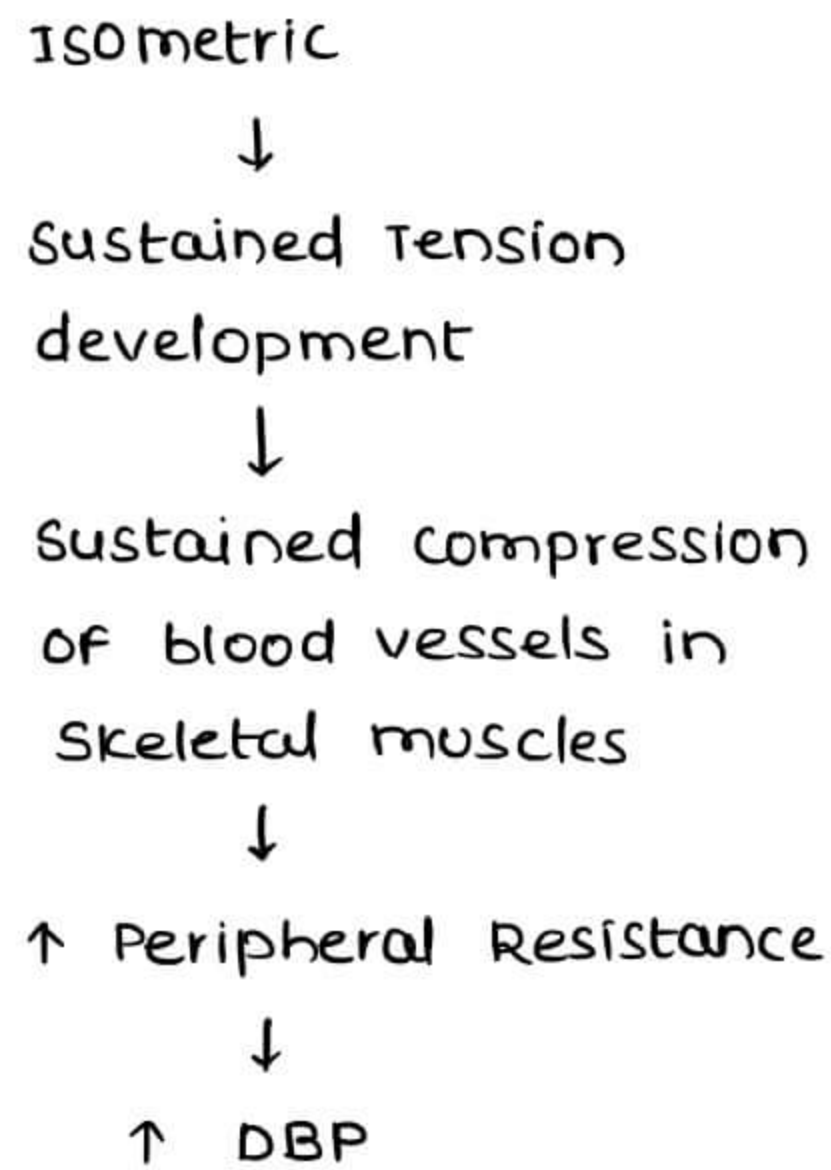 Isometric
↓
Sustained Tension
development
↓
Sustained compression
of blood vessels in
Skeletal muscles
↓
↑ Peripheral Resistance
↓
↑ DBP